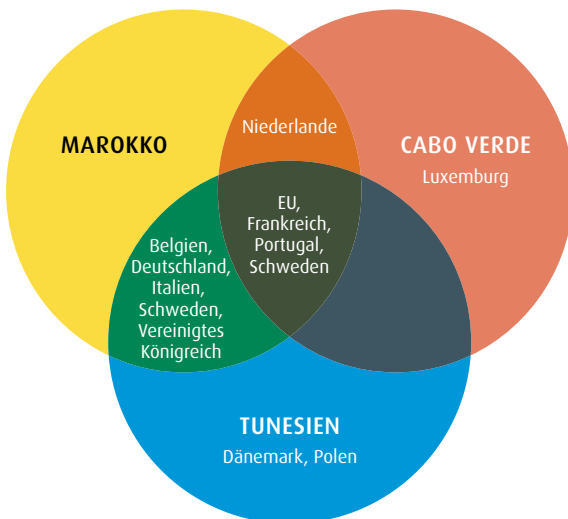 Niederlande
MAROKKO
CABO VERDE
Luxemburg
EU,
Frankreich,
Portugal,
Schweden
Belgien,
Deutschland,
Italien,
Schweden,
Vereinigtes
Königreich
TUNESIEN
Dänemark, Polen